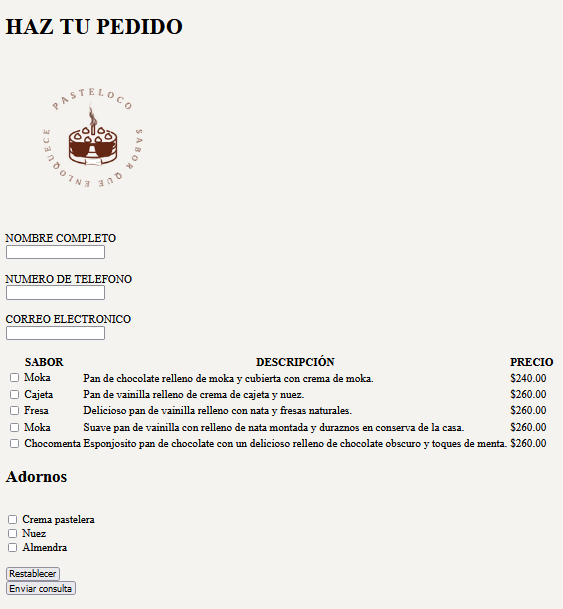 HAZ TU PEDIDO
PASTELOCO
SABOR QUE ENLOQUECE
NOMBRE COMPLETO
NUMERO DE TELEFONO
CORREO ELECTRONICO
SABOR DESCRIPCIÓN PRECIO
Moka Pan de chocolate relleno de moka y cubierta con crema de moka. $240.00
Cajeta Pan de vainilla relleno de crema de cajeta y nuez. $260.00
Fresa Delicioso pan de vainilla relleno con nata y fresas naturales. $260.00
Moka Suave pan de vainilla con relleno de nata montada y duraznos en conserva de la casa. $260.00
Chocomenta Esponjosito pan de chocolate con un delicioso relleno de chocolate obscuro y toques de menta. $260.00
Adornos
Crema pastelera
Nuez
Almendra
Restablecer
Enviar consulta